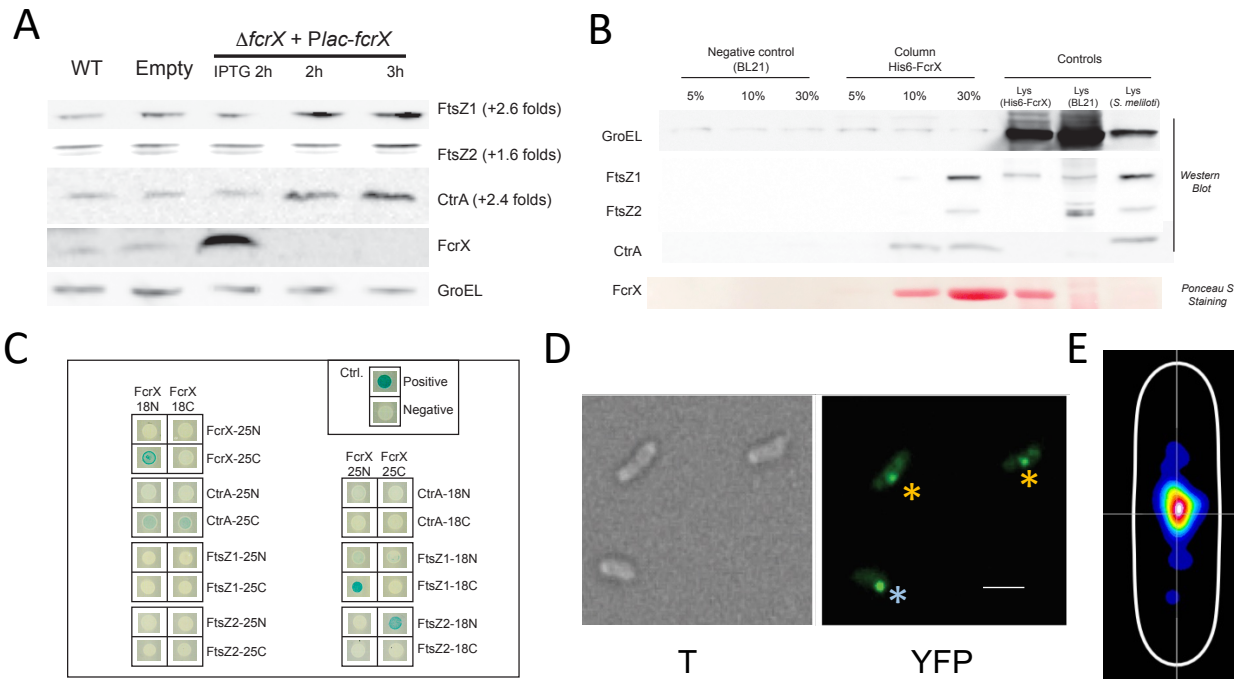 A
ΔfcrX + Plac-fcrX
WT Empty IPTG 2h 2h 3h
FtsZ1 (+2.6 folds)
FtsZ2 (+1.6 folds)
CtrA (+2.4 folds)
FcrX
GroEL
B
Negative control
(BL21)
Column
His6-FcrX
Controls
5% 10% 30% 5% 10% 30%
Lys
(His6-FcrX)
Lys
(BL21)
Lys
(S. meliloti)
GroEL
FtsZ1
FtsZ2
CtrA
FcrX
Western
Blot
Ponceau S
Staining
C
Ctrl.
Positive
Negative
FcrX
18N
FcrX
18C
FcrX-25N
FcrX-25C
CtrA-25N
CtrA-25C
FtsZ1-25N
FtsZ1-25C
FtsZ2-25N
FtsZ2-25C
FcrX
25N
FcrX
25C
CtrA-18N
CtrA-18C
FtsZ1-18N
FtsZ1-18C
FtsZ2-18N
FtsZ2-18C
D
*
*
*
T
YFP
E